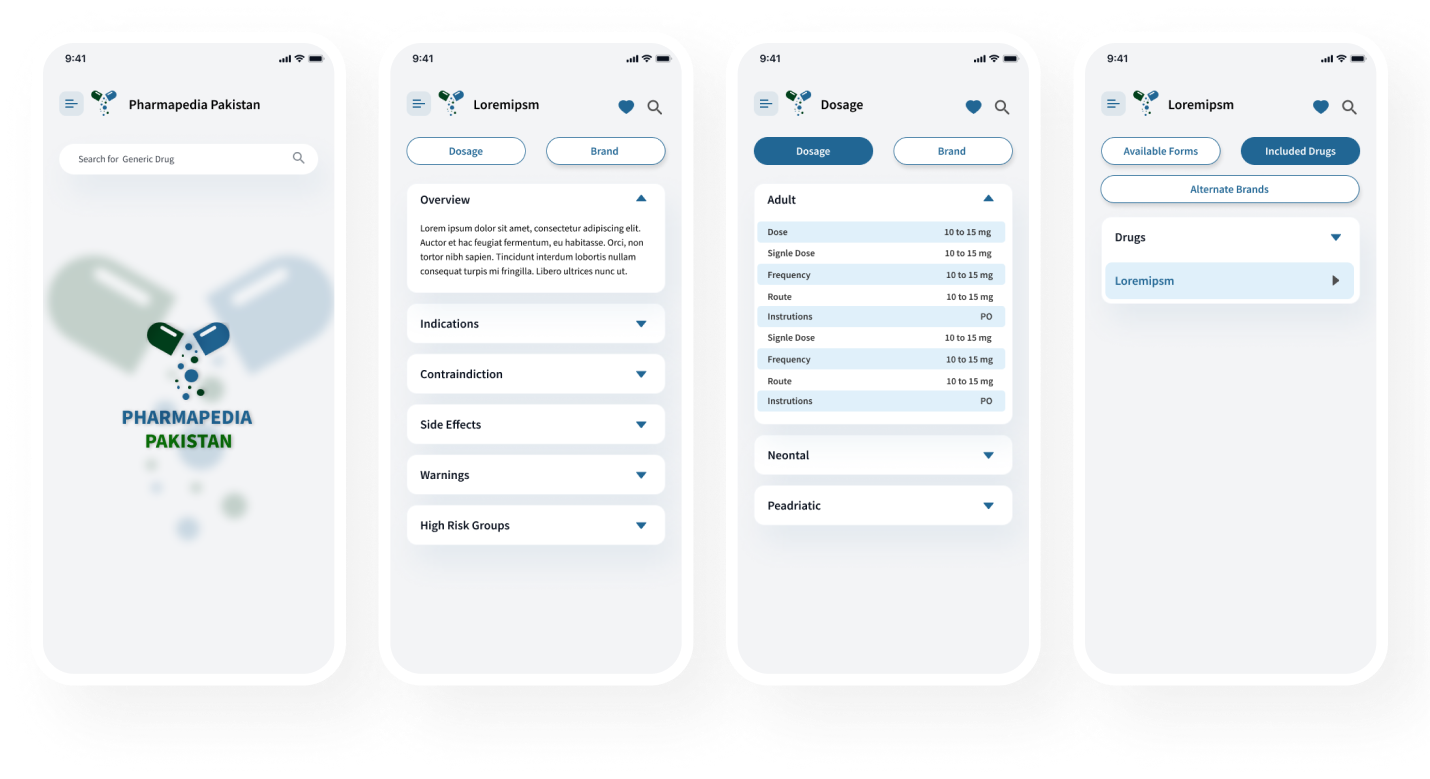 9:41
Pharmapedia Pakistan
Search for Generic Drug
PHARMAPEDIA
PAKISTAN
9:41
Loremipsm
Dosage
Brand
Overview
Lorem ipsum dolor sit amet, consectetur adipiscing elit.
Auctor et hac feugiat fermentum, eu habitasse. Orci, non
tortor nibh sapien. Tincidunt interdum lobortis nullam
consequat turpis mi fringilla. Libero ultrices nunc ut.
Indications
Contraindiction
Side Effects
Warnings
High Risk Groups
9:41
Dosage
Dosage
Brand
Adult
Dose 10 to 15 mg
Signle Dose 10 to 15 mg
Frequency 10 to 15 mg
Route 10 to 15 mg
Instrutions PO
Signle Dose 10 to 15 mg
Frequency 10 to 15 mg
Route 10 to 15 mg
Instrutions PO
Neontal
Peadriatic
9:41
Loremipsm
Available Forms
Included Drugs
Alternate Brands
Drugs
Loremipsm